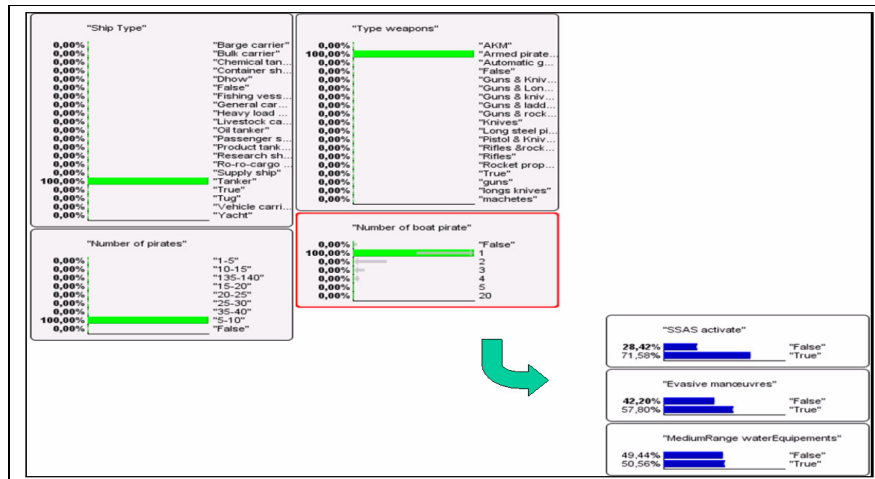 "Ship Type"
0,00% "Barge carrier"
0,00% "Bulk carrier"
0,00% "Chemical tan...
0,00% "Container sh...
0,00% "Dhow"
0,00% "False"
0,00% "Fishing vess...
0,00% "General car...
0,00% "Heavy load ...
0,00% "Livestock ca...
0,00% "Oil tanker"
0,00% "Passenger s...
0,00% "Product tank...
0,00% "Research sh...
0,00% "Ro-ro-cargo ...
0,00% "Supply ship"
100,00% "Tanker"
0,00% "True"
0,00% "Tug"
0,00% "Vehicle carri...
0,00% "Yacht"
"Type weapons"
0,00% "AKM"
100,00% "Armed pirate...
0,00% "Automatic g...
0,00% "False"
0,00% "Guns & Kniv...
0,00% "Guns & Lon...
0,00% "Guns & kniv...
0,00% "Guns & ladd...
0,00% "Guns & rock...
0,00% "Knives"
0,00% "Long steel pi...
0,00% "Pistol & Kniv...
0,00% "Rifles &rock...
0,00% "Rifles"
0,00% "Rocket prop...
0,00% "True"
0,00% "guns"
0,00% "longs knives"
0,00% "machetes"
"Number of pirates"
0,00% "1-5"
0,00% "10-15"
0,00% "135-140"
0,00% "15-20"
0,00% "20-25"
0,00% "25-30"
0,00% "35-40"
100,00% "5-10"
0,00% "False"
"Number of boat pirate"
0,00% "False"
100,00% 1
0,00% 2
0,00% 3
0,00% 4
0,00% 5
0,00% 20
"SSAS activate"
28,42% "False"
71,58% "True"
"Evasive manœuvres"
42,20% "False"
57,80% "True"
"MediumRange waterEquipements"
49,44% "False"
50,56% "True"